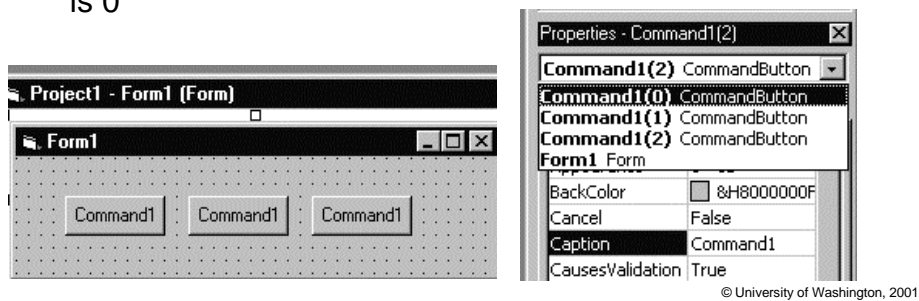 is 0
Project1 - Form1 (Form)
Form1
Command1 Command1 Command1
Properties - Command1(2)
Command1(2) CommandButton
Command1(0) CommandButton
Command1(1) CommandButton
Command1(2) CommandButton
Form1 Form
BackColor &H8000000F
Cancel False
Caption Command1
CausesValidation True
© University of Washington, 2001